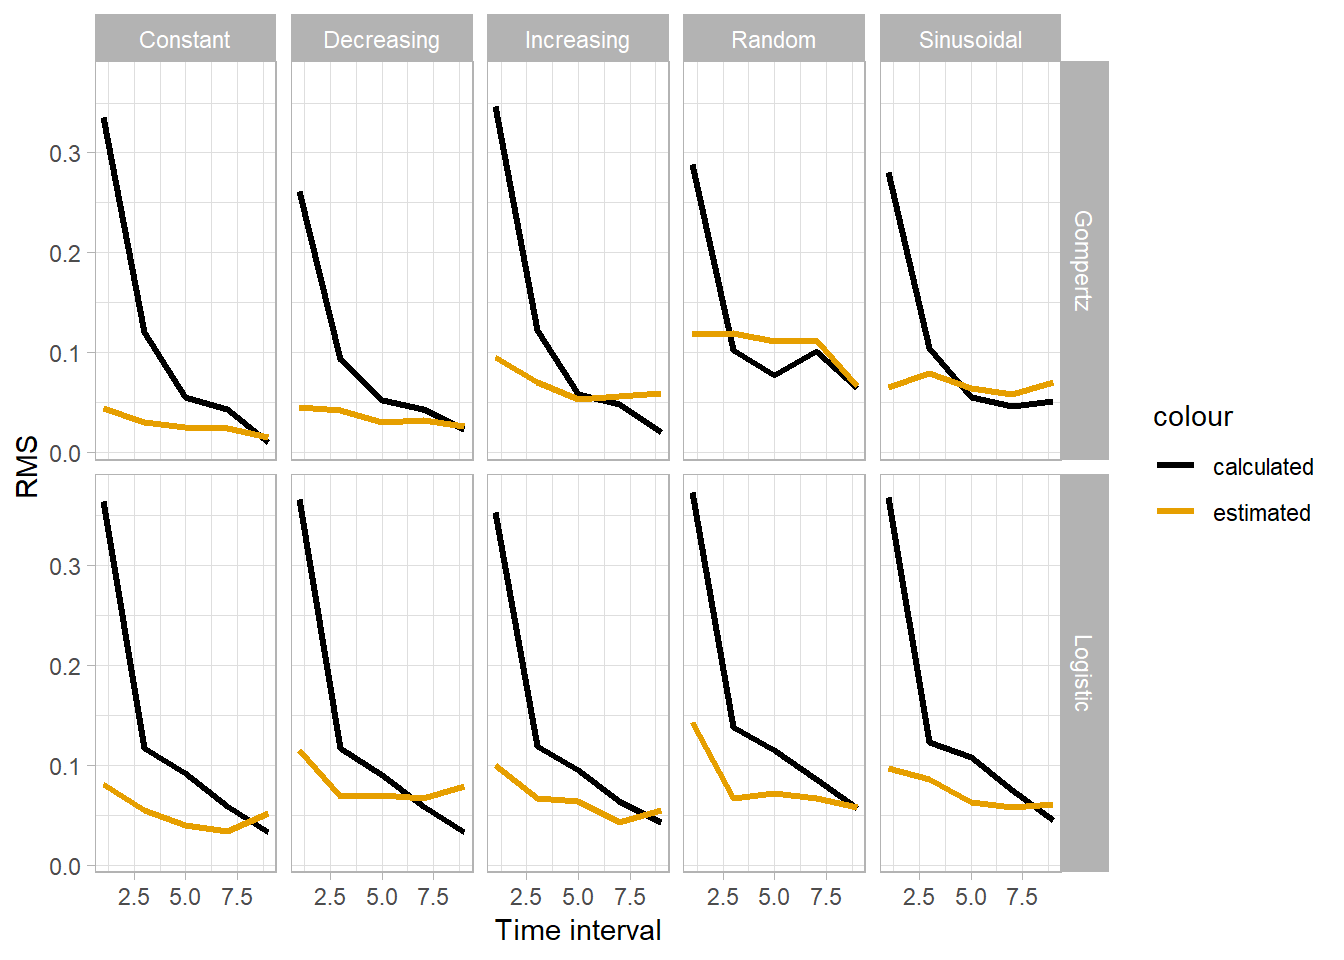 Constant Decreasing Increasing Random Sinusoidal
0.3
0.2
0.1
0.0
Gompertz
RMS
0.3
0.2
0.1
0.0
Logistic
2.5 5.0 7.5 2.5 5.0 7.5 2.5 5.0 7.5 2.5 5.0 7.5 2.5 5.0 7.5
Time interval
colour
calculated
estimated